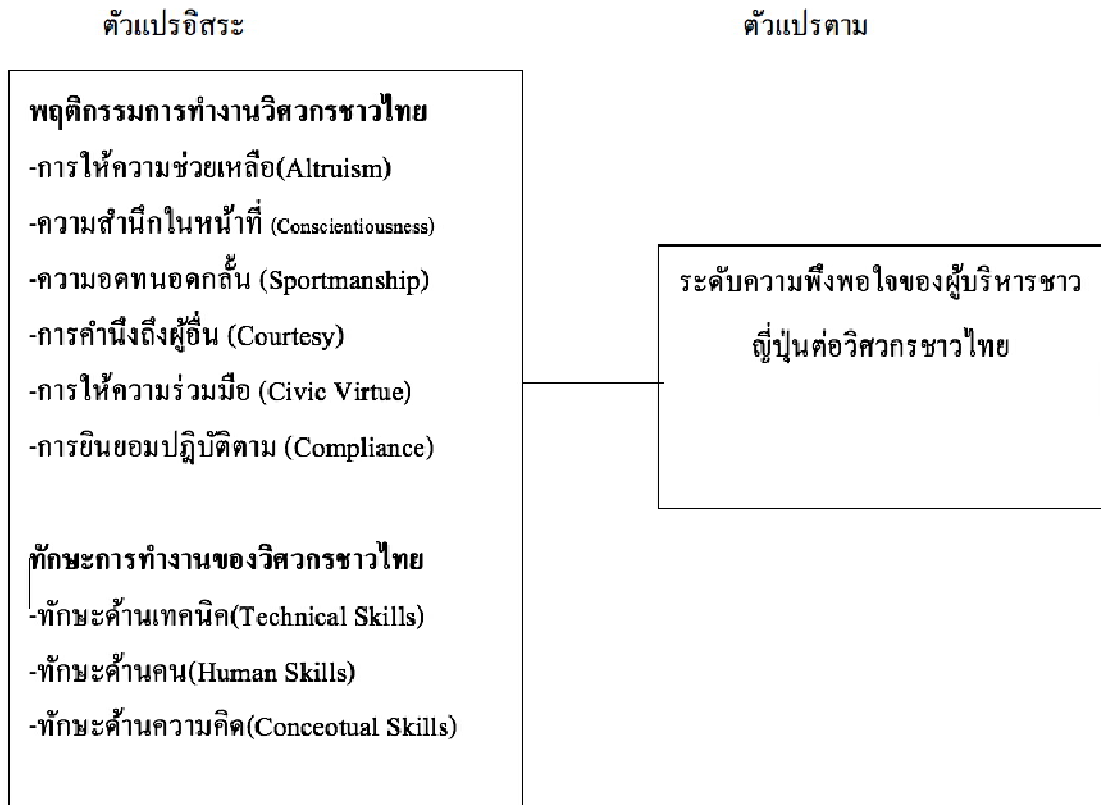 ตัวแปรอิสระ
ตัวแปรตาม
พฤติกรรมการทำงานวิศวกรชาวไทย
-การให้ความช่วยเหลือ(Altruism)
-ความสำนึกในหน้าที่ (Conscientiousness)
-ความอดทนอดกลั้น (Sportmanship)
-การคำนึงถึงผู้อื่น (Courtesy)
-การให้ความร่วมมือ (Civic Virtue)
-การยินยอมปฏิบัติตาม (Compliance)
ทักษะการทำงานของวิศวกรชาวไทย
-ทักษะด้านเทคนิค(Technical Skills)
-ทักษะด้านคน(Human Skills)
-ทักษะด้านความคิด(Conceotual Skills)
ระดับความพึงพอใจของผู้บริหารชาว
ญี่ปุ่นต่อวิศวกรชาวไทย